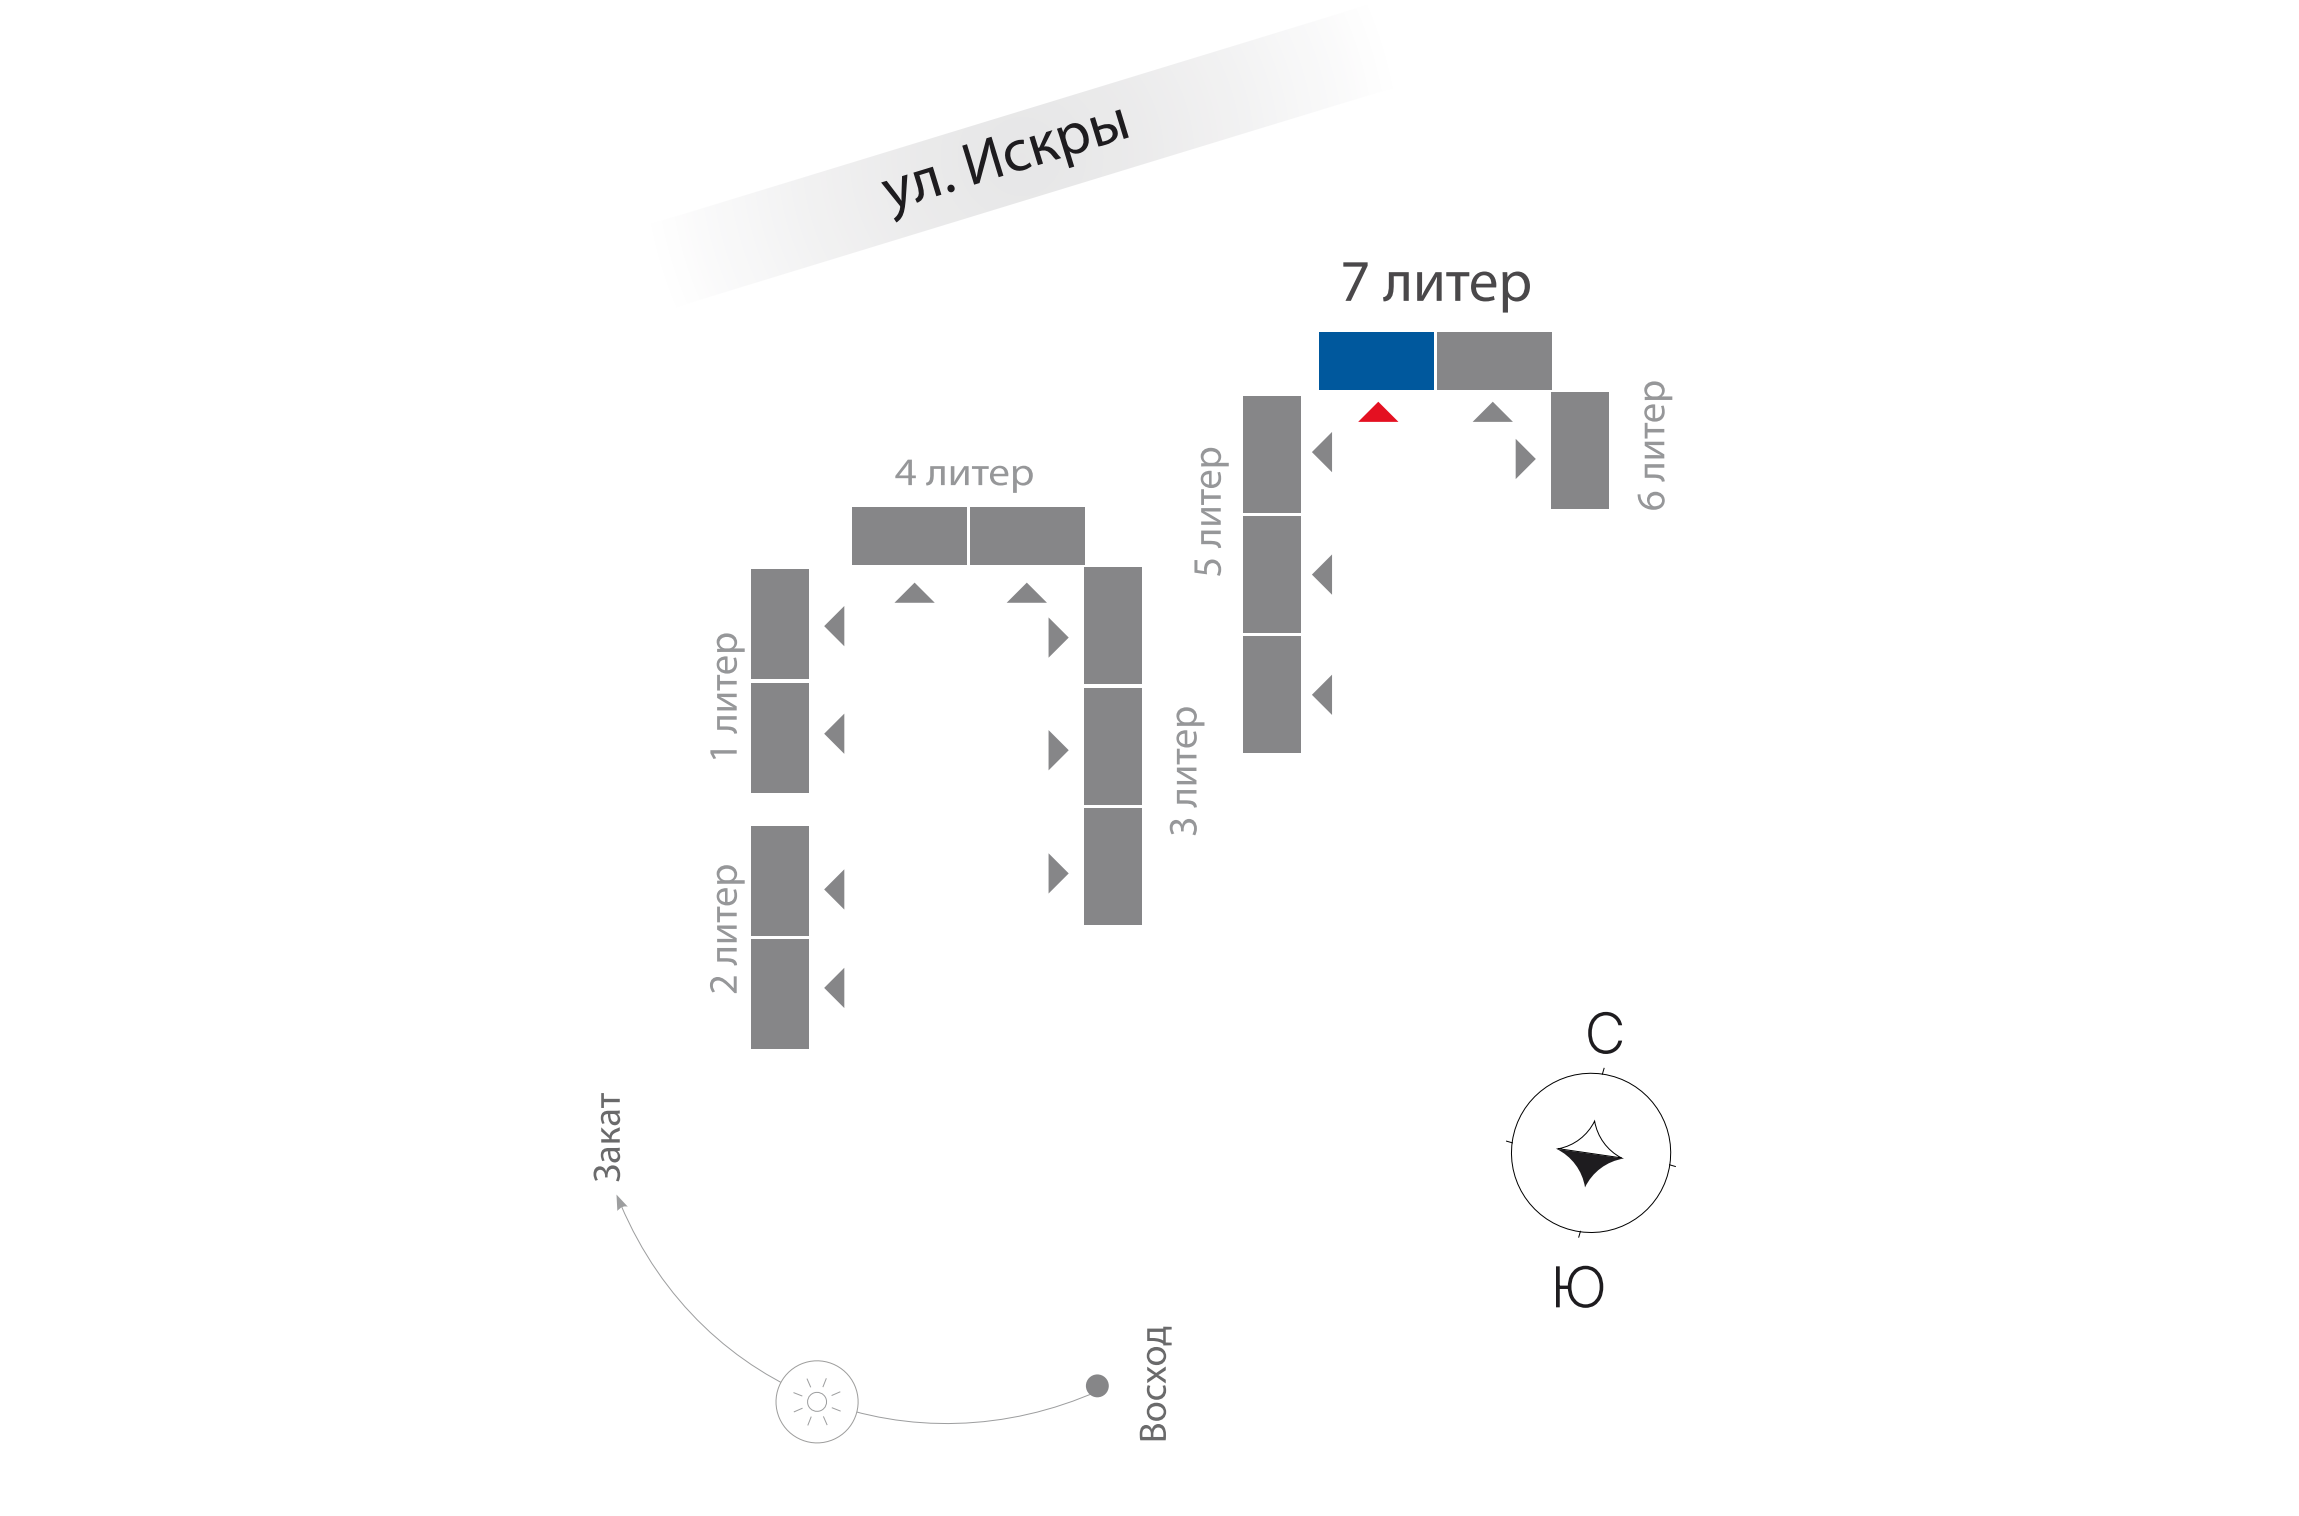 ул. Искры
7 литер
6 литер
5 литер
4 литер
1 литер
3 литер
2 литер
С
Ю
Закат
Восход